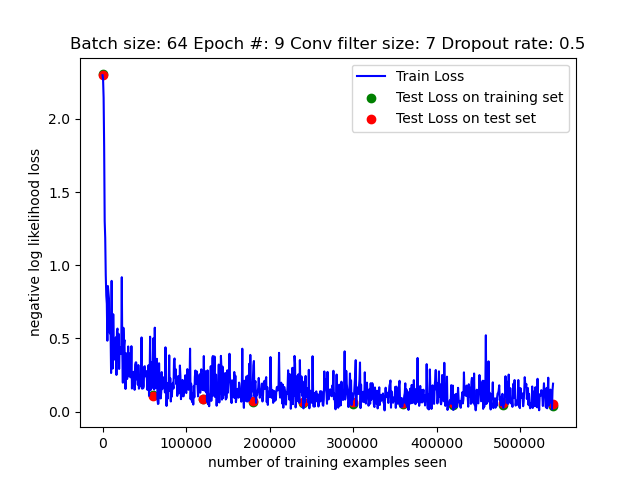 Batch size: 64 Epoch #: 9 Conv filter size: 7 Dropout rate: 0.5
Train Loss
Test Loss on training set
Test Loss on test set
negative log likelihood loss
2.0
1.5
1.0
0.5
0.0
0 100000 200000 300000 400000 500000
number of training examples seen